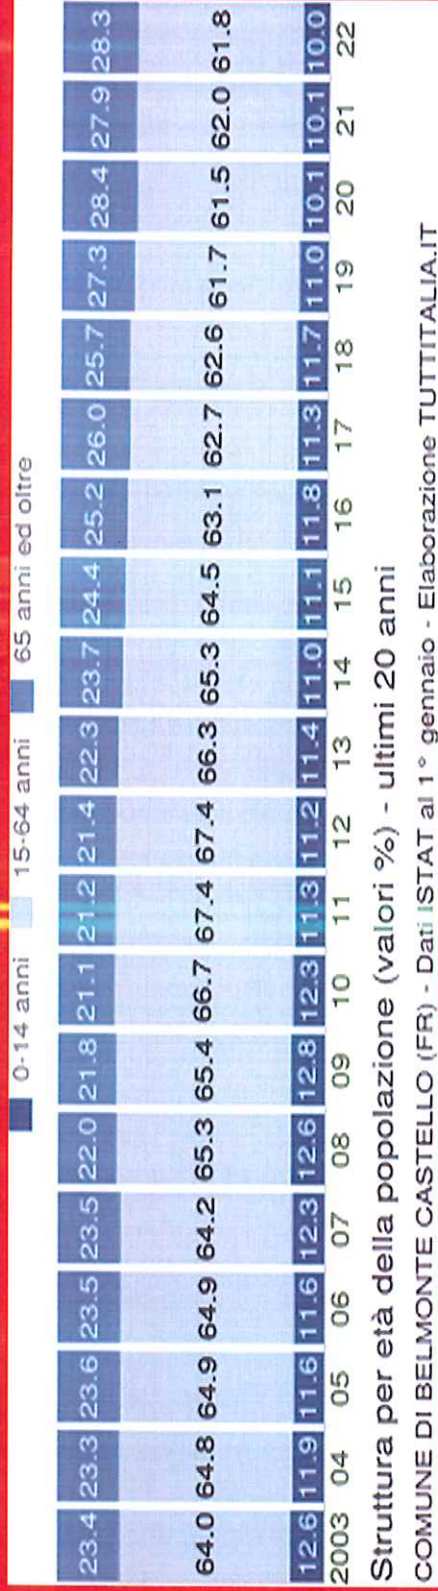 0-14 anni 15-64 anni 65 anni ed oltre
23.4 23.3 23.6 23.5 23.5 22.0 21.8 21.1 21.2 21.4 22.3 23.7 24.4 25.2 26.0 25.7 27.3 28.4 27.9 28.3
64.0 64.8 64.9 64.9 64.2 65.3 65.4 66.7 67.4 67.4 66.3 65.3 64.5 63.1 62.7 62.6 61.7 61.5 62.0 61.8
12.6 11.9 11.6 11.6 12.3 12.6 12.8 12.3 11.3 11.2 11.4 11.0 11.1 11.8 11.3 11.7 11.0 10.1 10.1 10.0
2003 04 05 06 07 08 09 10 11 12 13 14 15 16 17 18 19 20 21 22
Struttura per età della popolazione (valori %) - ultimi 20 anni
COMUNE DI BELMONTE CASTELLO (FR) - Dati ISTAT al 1° gennaio - Elaborazione TUTTITALIA.IT